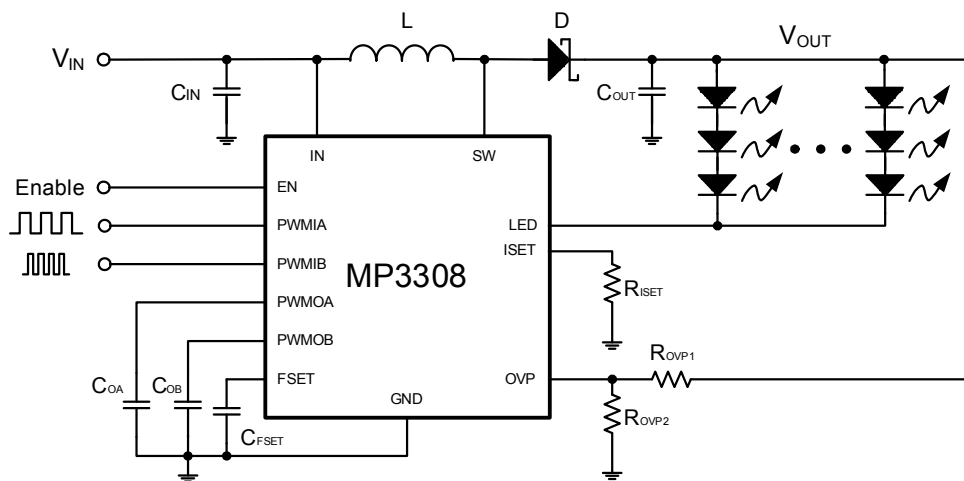 L
D
VIN
VOUT
CIN
COUT
IN
SW
Enable
EN
PWMIA
LED
ISET
PWMIB
MP3308
RISET
PWMOA
PWMOB
ROVP1
FSET
OVP
COA
COB
GND
ROVP2
CFSET